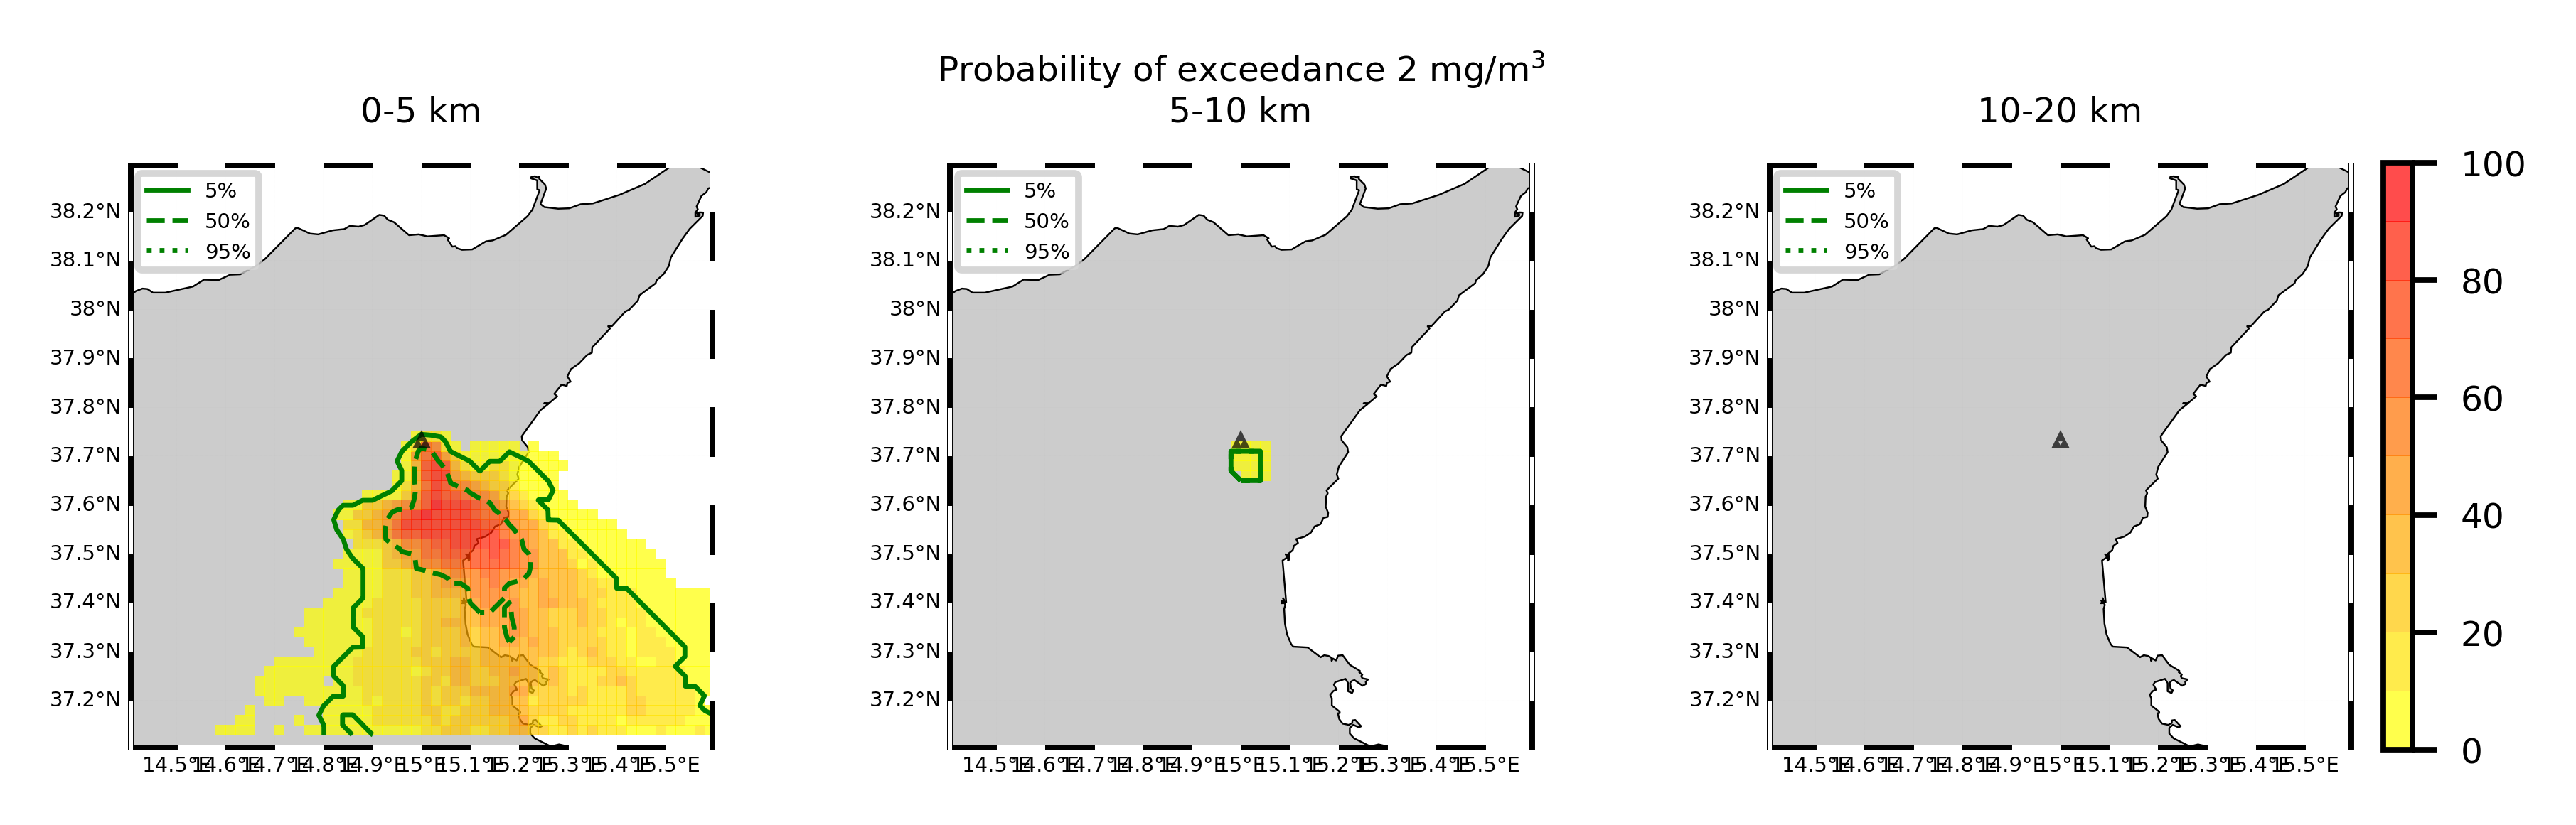 Probability of exceedance 2 mg/m³
0-5 km
5%
50%
95%
38.2°N
38.1°N
38°N
37.9°N
37.8°N
37.7°N
37.6°N
37.5°N
37.4°N
37.3°N
37.2°N
14.5°E 14.6°E 14.7°E 14.8°E 14.9°E 15°E 15.1°E 15.2°E 15.3°E 15.4°E 15.5°E
5-10 km
5%
50%
95%
38.2°N
38.1°N
38°N
37.9°N
37.8°N
37.7°N
37.6°N
37.5°N
37.4°N
37.3°N
37.2°N
14.5°E 14.6°E 14.7°E 14.8°E 14.9°E 15°E 15.1°E 15.2°E 15.3°E 15.4°E 15.5°E
10-20 km
5%
50%
95%
38.2°N
38.1°N
38°N
37.9°N
37.8°N
37.7°N
37.6°N
37.5°N
37.4°N
37.3°N
37.2°N
14.5°E 14.6°E 14.7°E 14.8°E 14.9°E 15°E 15.1°E 15.2°E 15.3°E 15.4°E 15.5°E
100
80
60
40
20
0